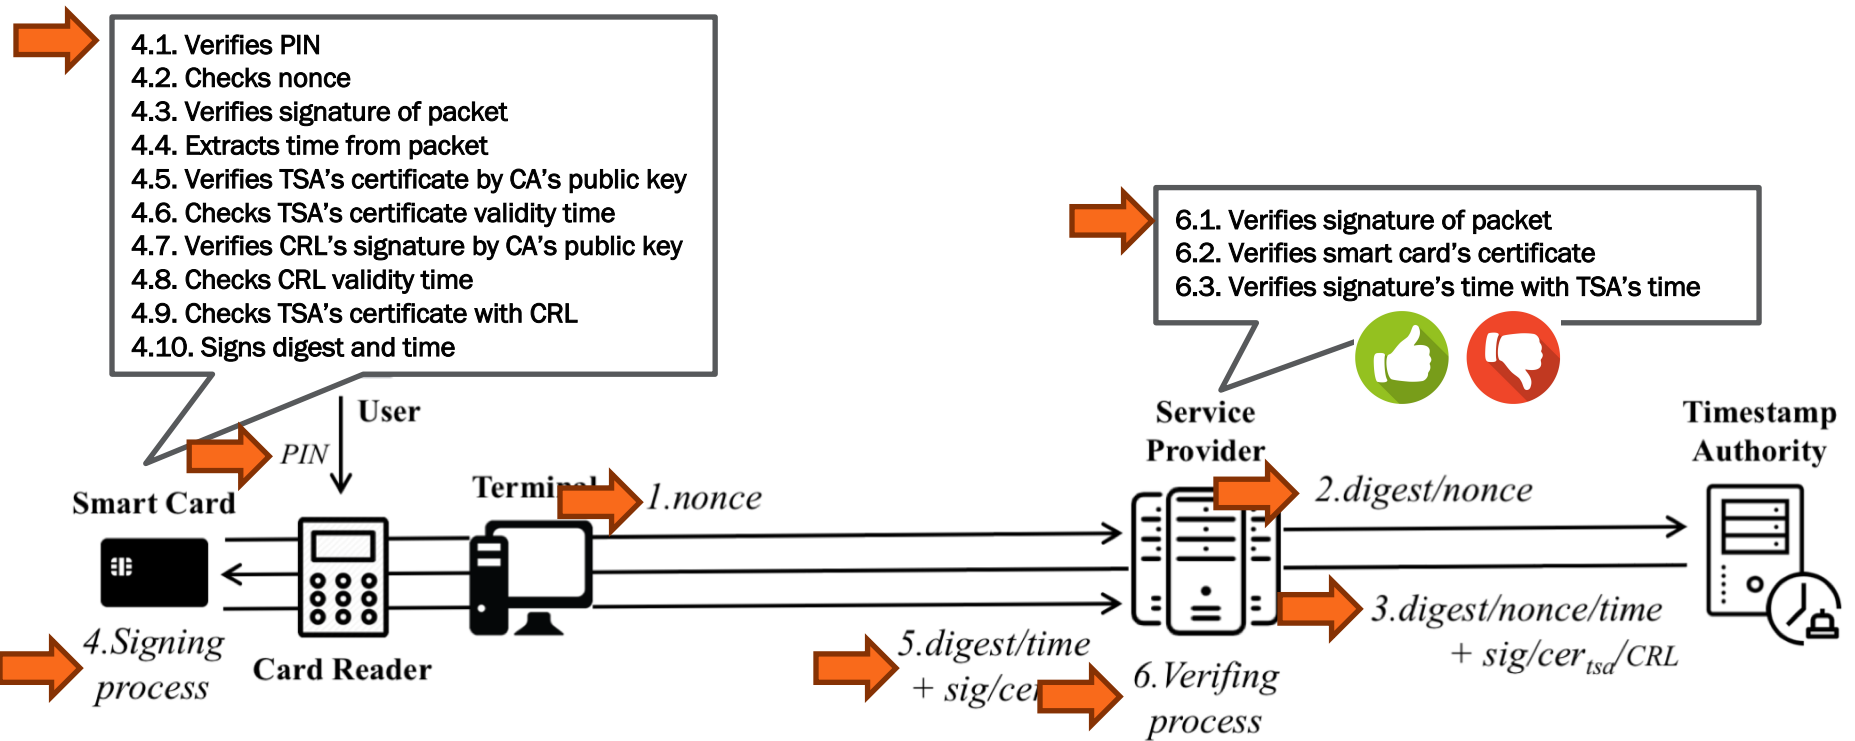 4.1. Verifies PIN
4.2. Checks nonce
4.3. Verifies signature of packet
4.4. Extracts time from packet
4.5. Verifies TSA's certificate by CA's public key
4.6. Checks TSA's certificate validity time
4.7. Verifies CRL's signature by CA's public key
4.8. Checks CRL validity time
4.9. Checks TSA's certificate with CRL
4.10. Signs digest and time
6.1. Verifies signature of packet
6.2. Verifies smart card's certificate
6.3. Verifies signature's time with TSA's time
User
PIN
Smart Card
Terminal
1.nonce
Service
Provider
2.digest/nonce
Timestamp
Authority
4.Signing
process
Card Reader
5.digest/time
+ sig/cer
6.Verifing
process
3.digest/nonce/time
+ sig/cer_tsa/CRL